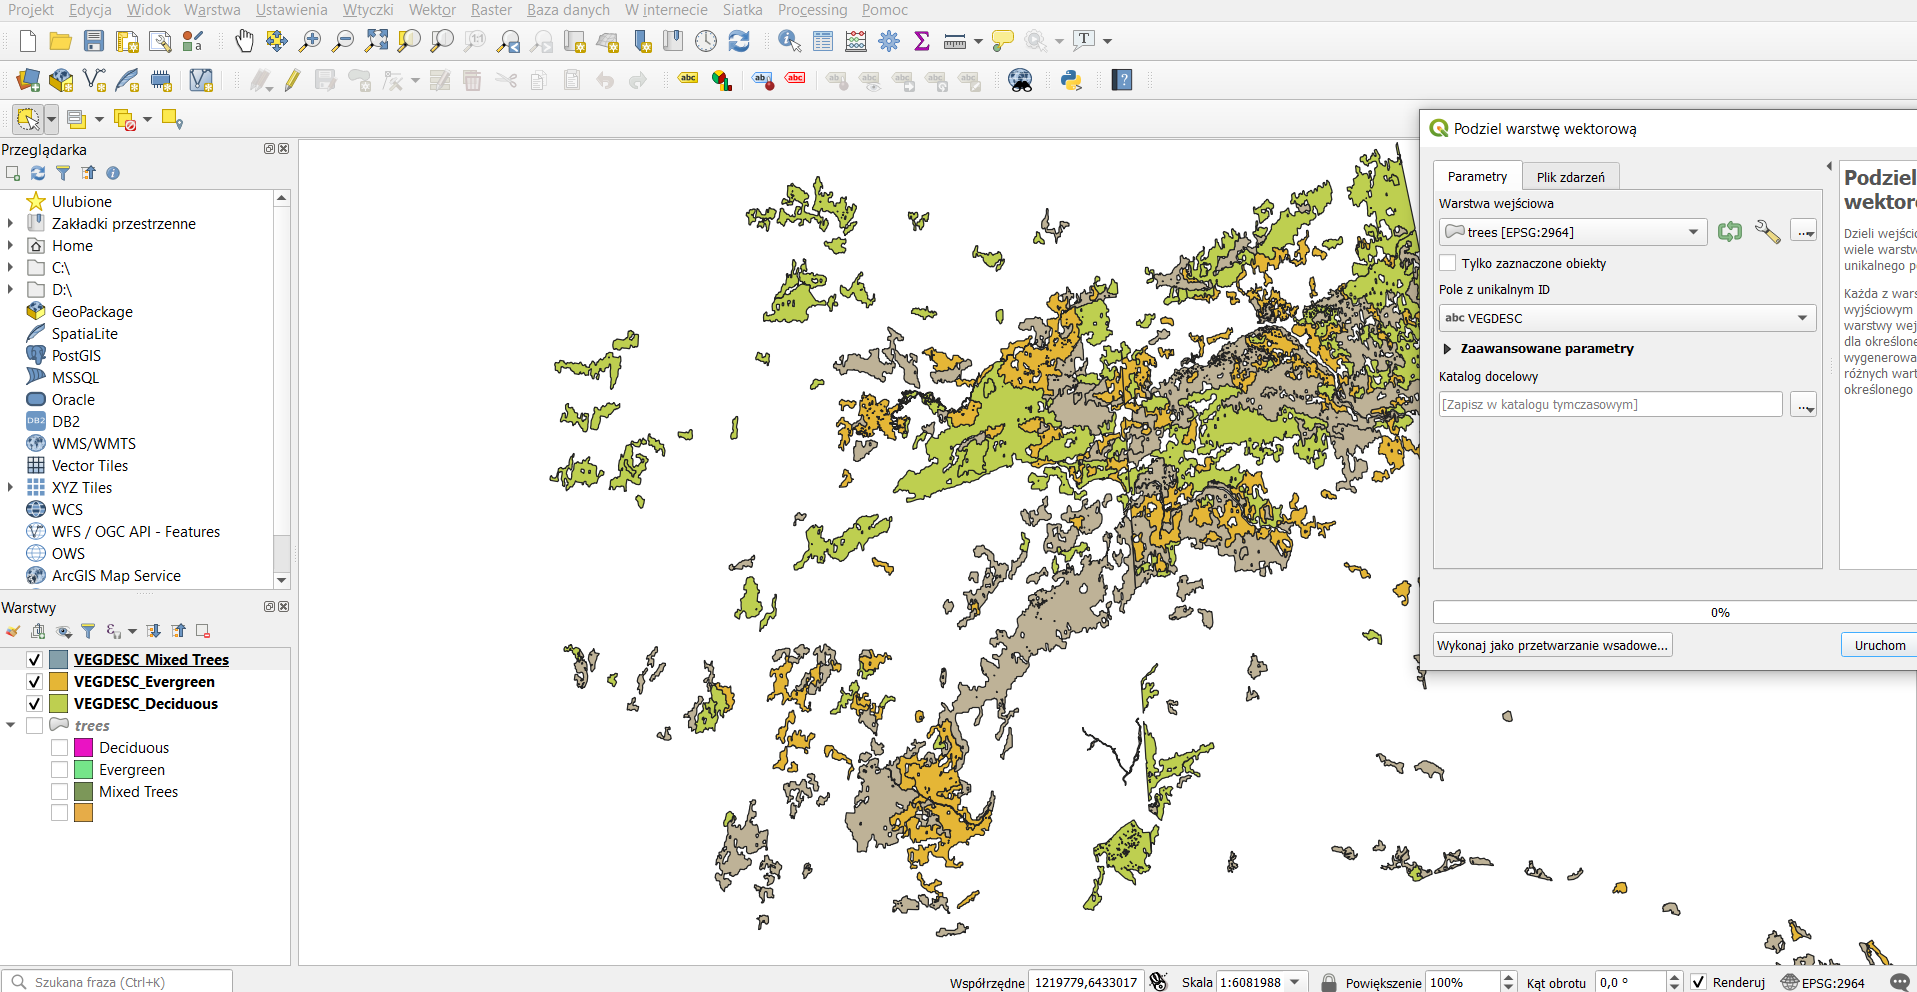 Projekt Edycja Widok Warstwa Ustawienia Wtyczki Wektor Raster Baza danych W internecie Siatka Processing Pomoc
Przeglądarka
Ulubione
Zakładki przestrzenne
Home
C:\
D:\
GeoPackage
SpatiaLite
PostGIS
MSSQL
Oracle
DB2
WMS/WMTS
Vector Tiles
XYZ Tiles
WCS
WFS / OGC API - Features
OWS
ArcGIS Map Service
Warstwy
VEGDESC_Mixed Trees
VEGDESC_Evergreen
VEGDESC_Deciduous
trees
Deciduous
Evergreen
Mixed Trees
Podziel warstwę wektorową
Parametry Plik zdarzeń
Warstwa wejściowa
trees [EPSG:2964]
Tylko zaznaczone obiekty
Pole z unikalnym ID
abc VEGDESC
Zaawansowane parametry
Katalog docelowy
[Zapisz w katalogu tymczasowym]
Podziel
wektor
Dzieli wejści
wiele warstw
unikalnego p
Każda z wars
wyjściowym
warstwy wej
dla określone
wygenerowa
różnych wart
określonego
0%
Wykonaj jako przetwarzanie wsadowe... Uruchom
Szukana fraza (Ctrl+K) Współrzędne 1219779,6433017 Skala 1:6081988 Powiększenie 100% Kąt obrotu 0,0 ° Renderuj EPSG:2964